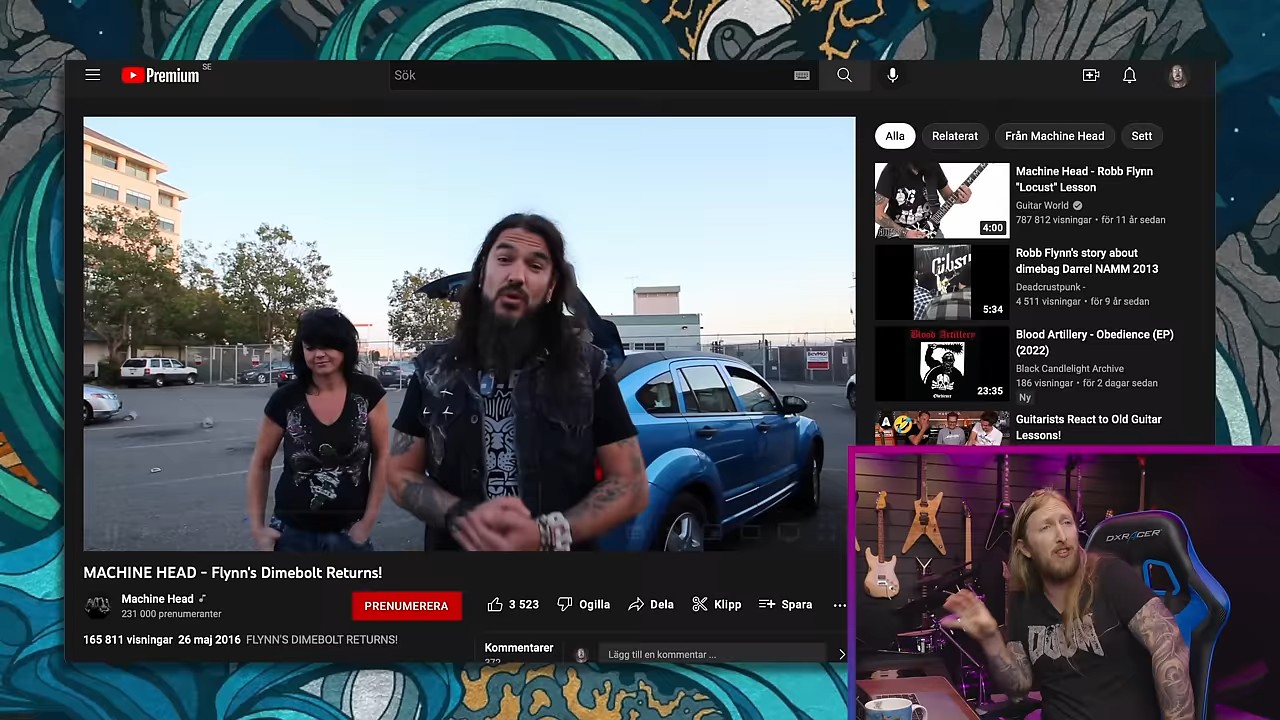 Premium SE
Sök
Alla
Relaterat
Från Machine Head
Sett
Machine Head - Robb Flynn
"Locust" Lesson
Guitar World
787 812 visningar • för 11 år sedan
4:00
Robb Flynn's story about
dimebag Darrel NAMM 2013
Deadcrustpunk -
4 511 visningar • för 9 år sedan
5:34
Gibson
Blood Artillery - Obedience (EP)
(2022)
Black Candlelight Archive
186 visningar • för 2 dagar sedan
Ny
Blood Artillery
Obedience
23:35
Guitarists React to Old Guitar
Lessons!
MACHINE HEAD - Flynn's Dimebolt Returns!
Machine Head
231 000 prenumeranter
PRENUMERERA
3 523
Ogilla
Dela
Klipp
Spara
165 811 visningar 26 maj 2016 FLYNN'S DIMEBOLT RETURNS!
Kommentarer
372
Lägg till en kommentar ...
DXRACER
DOOM